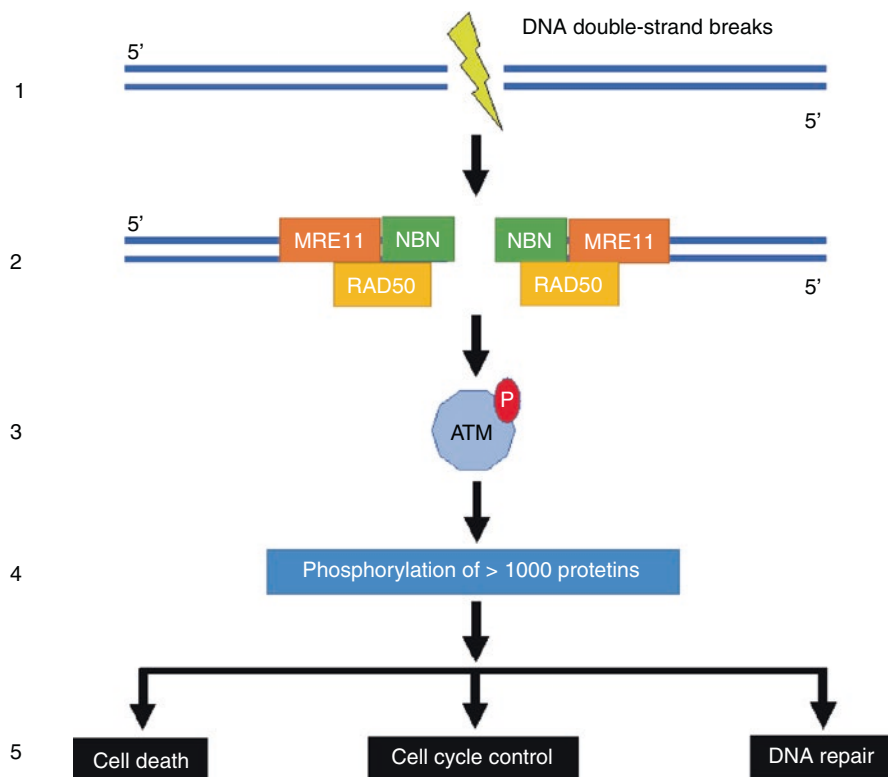 DNA double-strand breaks
5’
1
5’
5’
MRE11 NBN NBN MRE11
2
RAD50 RAD50
5’
P
3
ATM
4
Phosphorylation of > 1000 protetins
5
Cell death Cell cycle control DNA repair